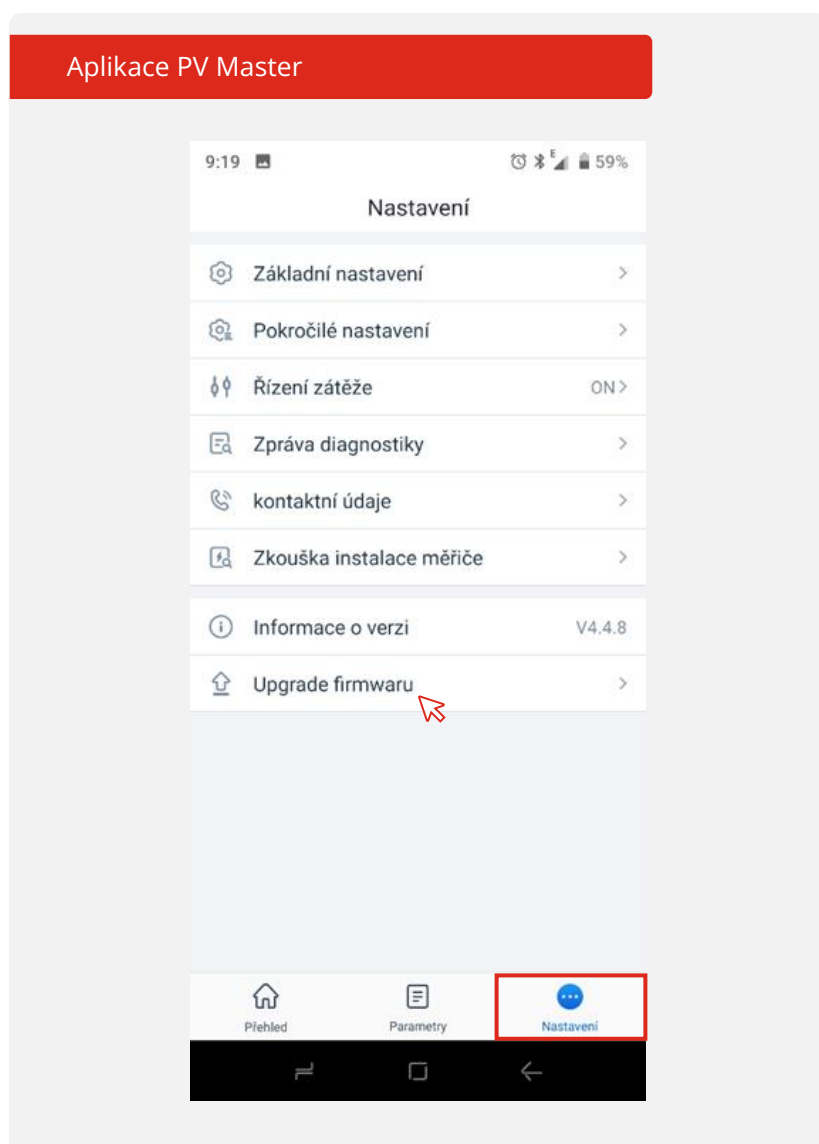 Aplikace PV Master
9:19 E 59%
Nastavení
Základní nastavení
Pokročilé nastavení
Řízení zátěže ON
Zpráva diagnostiky
kontaktní údaje
Zkouška instalace měřiče
Informace o verzi V4.4.8
Upgrade firmwaru
Přehled Parametry Nastavení